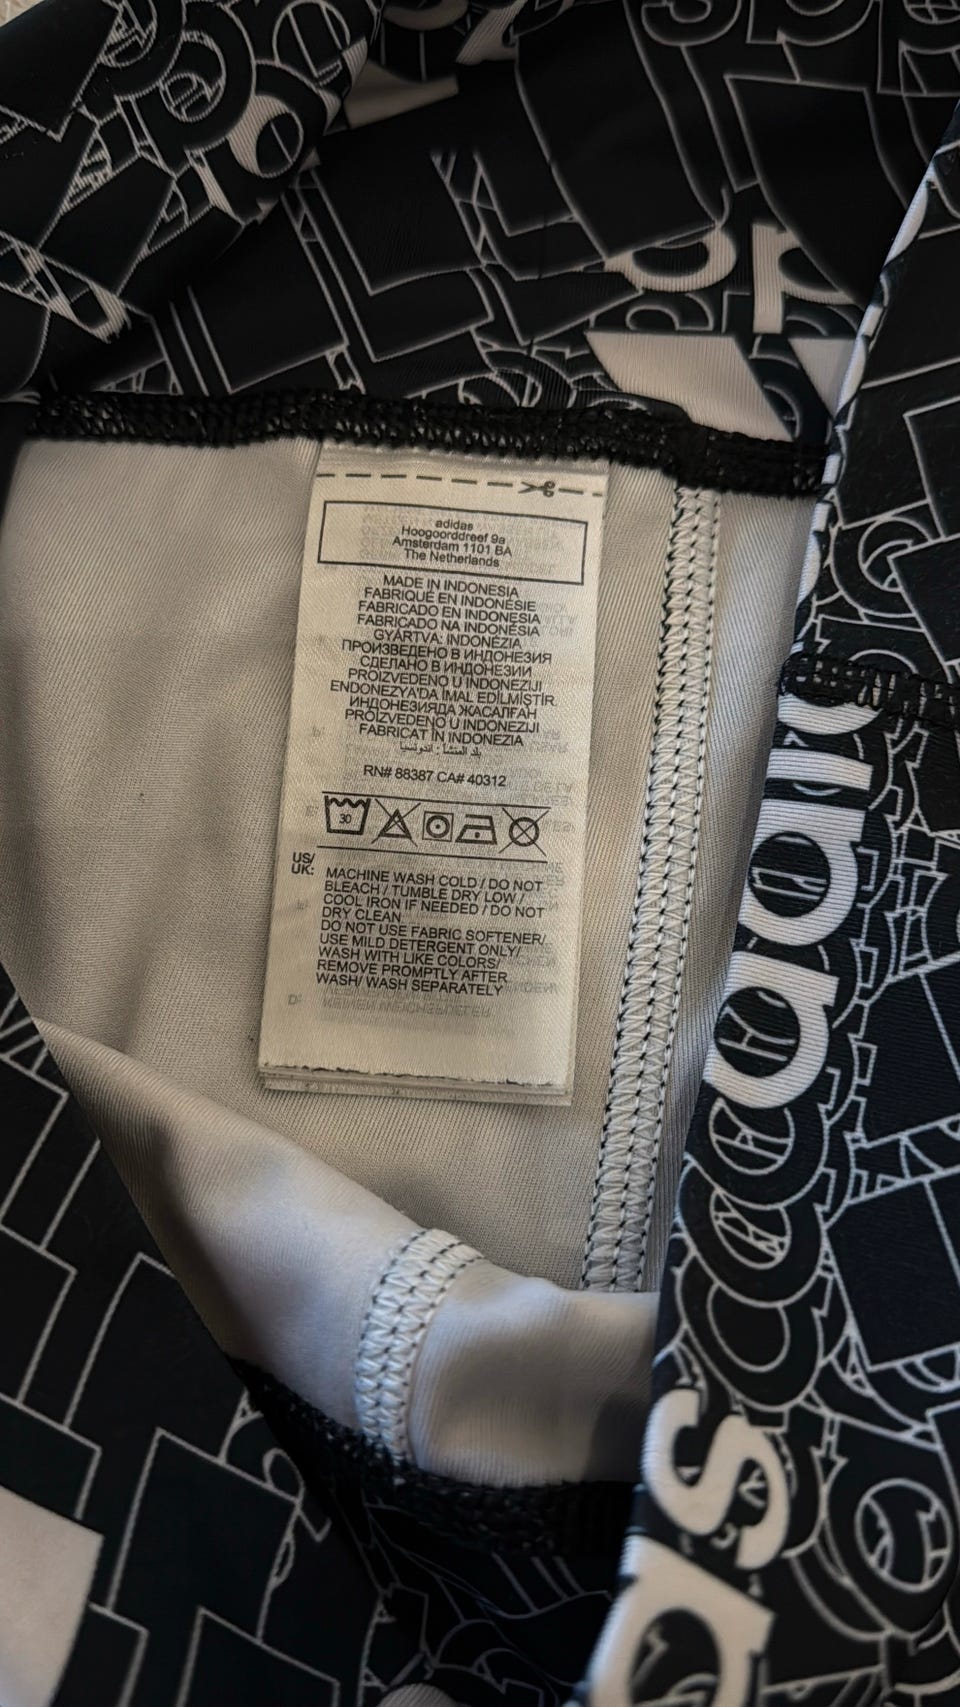 adidas
Hoogoorddreef 9a
Amsterdam 1101 BA
The Netherlands
MADE IN INDONESIA
FABRIQUÉ EN INDONÉSIE
FABRICADO EN INDONESIA
FABRICADO NA INDONÉSIA
GYÁRTVA: INDONÉZIA
ПРОИЗВЕДЕНО В ИНДОНЕЗИЯ
СДЕЛАНО В ИНДОНЕЗИИ
PROIZVEDENO U INDONEZIJI
ENDONEZYA'DA İMAL EDİLMİŞTİR.
ИНДОНЕЗИЯДА ЖАСАЛҒАН
PROIZVEDENO U INDONEZIJI
FABRICAT ÎN INDONEZIA
بلد المنشأ : اندونسيا
RN# 88387 CA# 40312
30
US/
UK:
MACHINE WASH COLD / DO NOT
BLEACH / TUMBLE DRY LOW /
COOL IRON IF NEEDED / DO NOT
DRY CLEAN
DO NOT USE FABRIC SOFTENER/
USE MILD DETERGENT ONLY/
WASH WITH LIKE COLORS/
REMOVE PROMPTLY AFTER
WASH/ WASH SEPARATELY